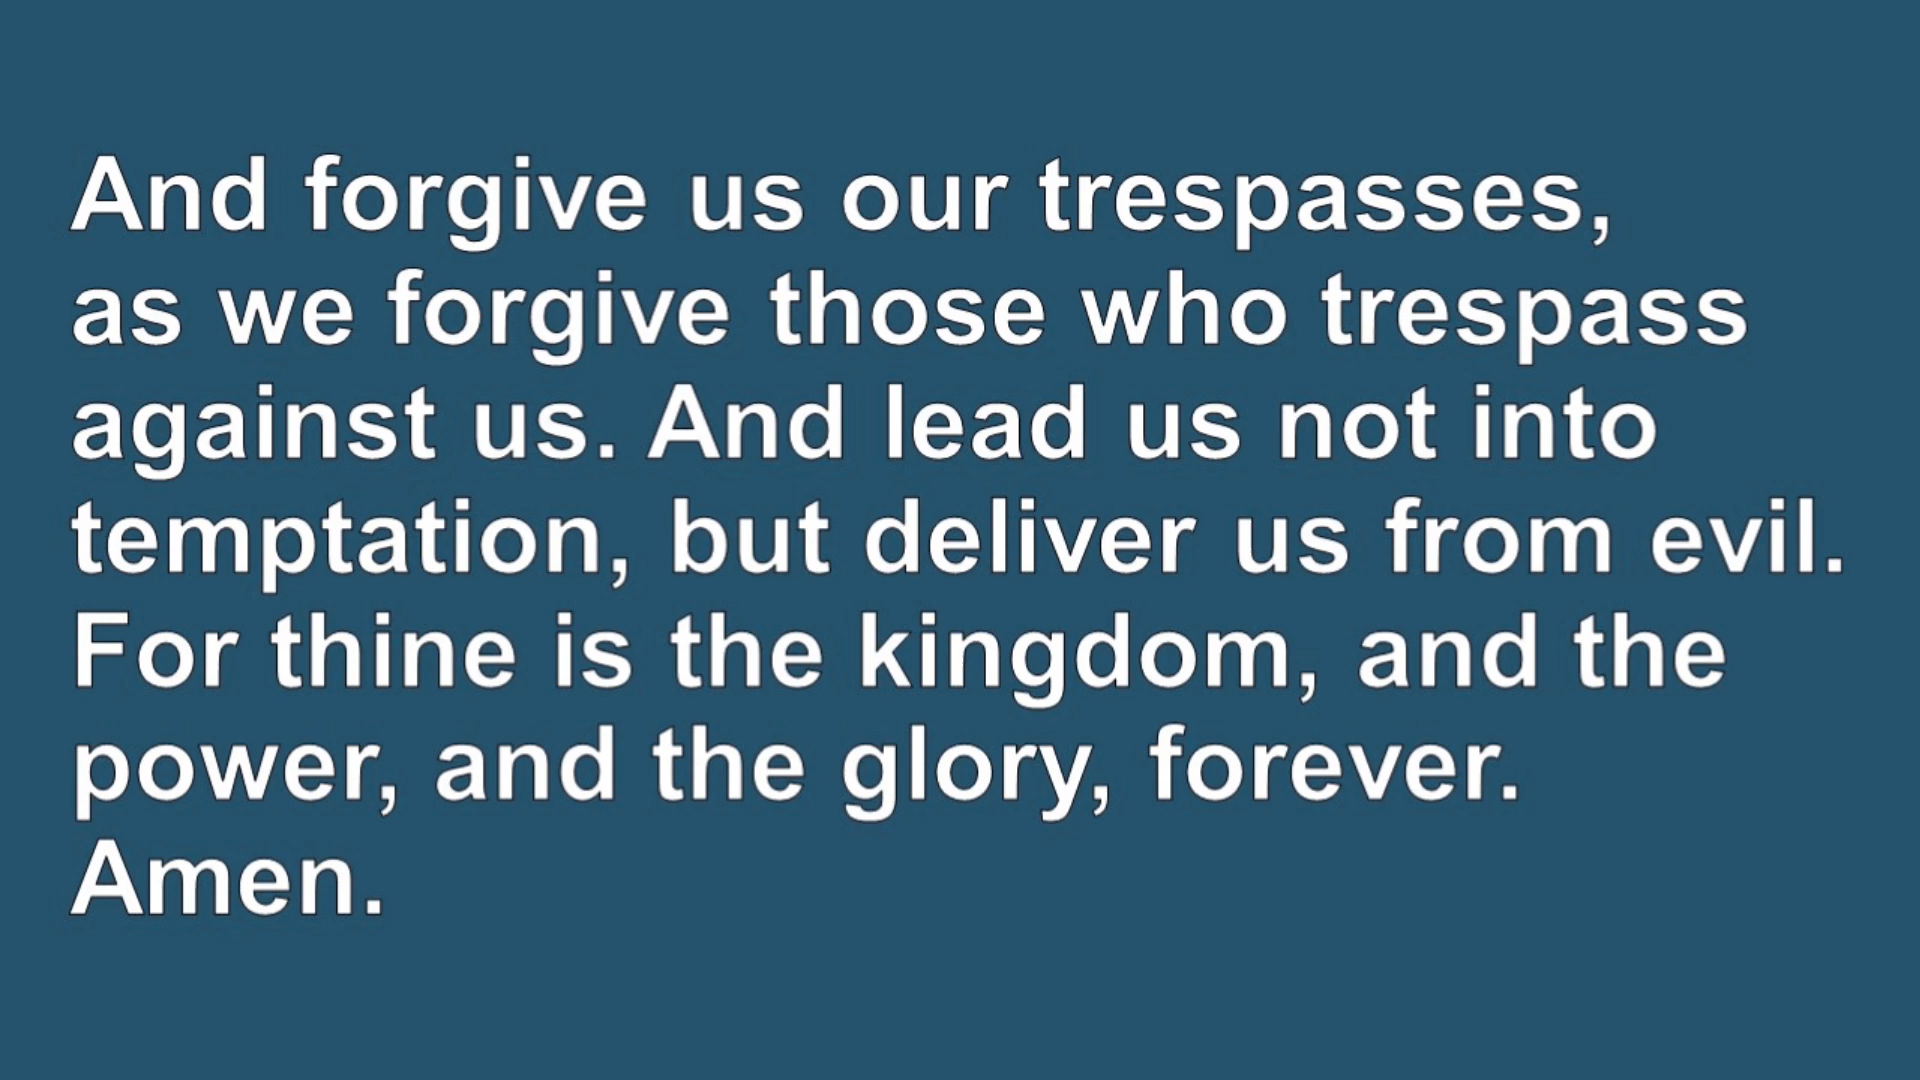 And forgive us our trespasses,
as we forgive those who trespass
against us. And lead us not into
temptation, but deliver us from evil.
For thine is the kingdom, and the
power, and the glory, forever.
Amen.